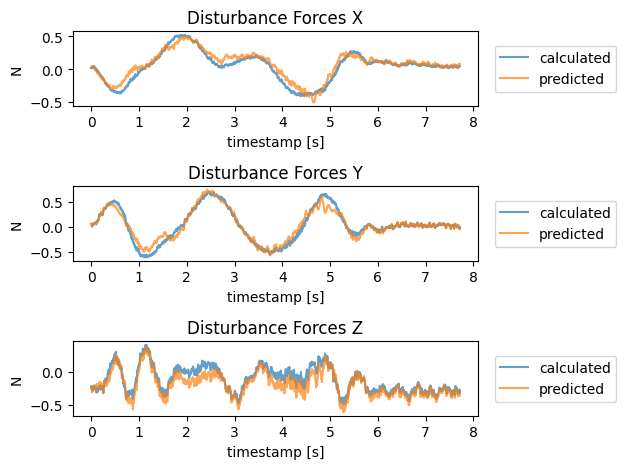 Disturbance Forces X
0.5
0.0
−0.5
N
0 1 2 3 4 5 6 7 8
timestamp [s]
calculated
predicted
Disturbance Forces Y
0.5
0.0
−0.5
N
0 1 2 3 4 5 6 7 8
timestamp [s]
calculated
predicted
Disturbance Forces Z
0.0
−0.5
N
0 1 2 3 4 5 6 7 8
timestamp [s]
calculated
predicted